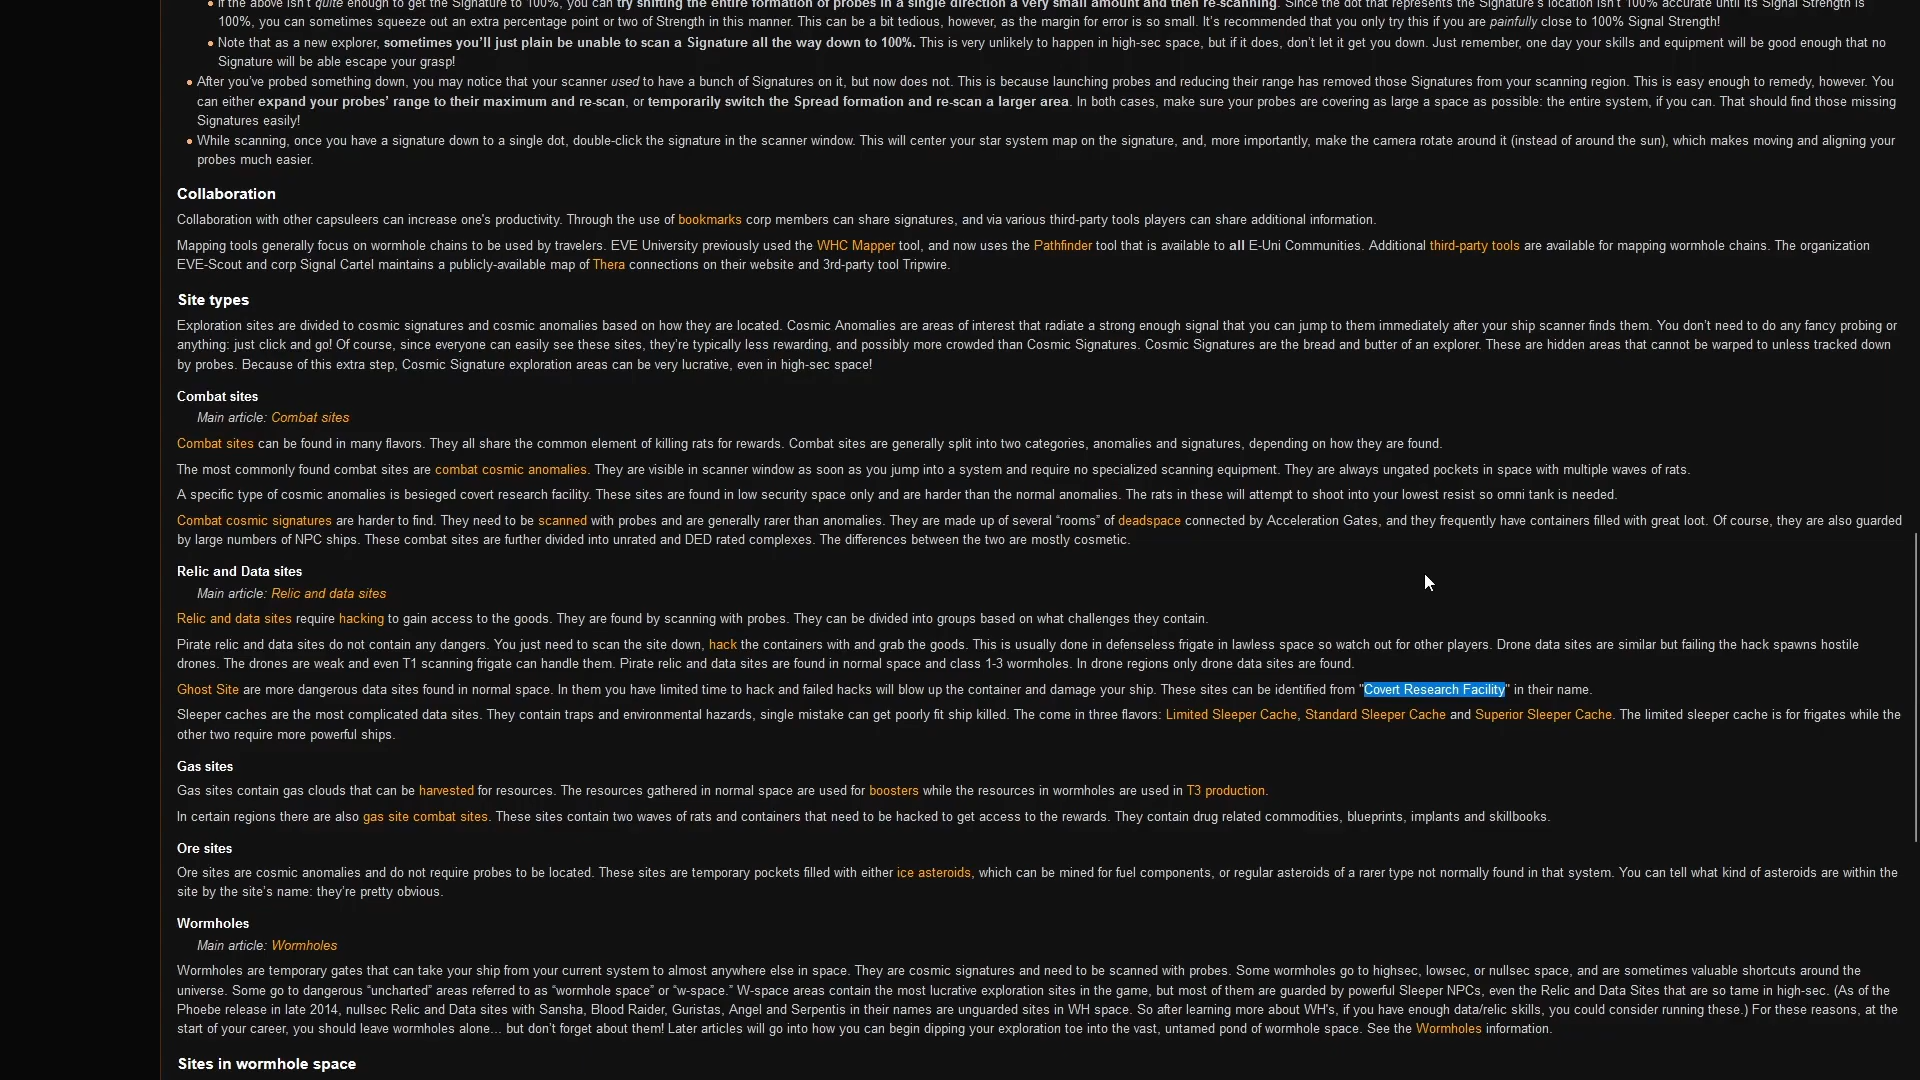 If the above isn't quite enough to get the Signature to 100%, you can try shifting the entire formation of probes in a single direction a very small amount and then re-scanning. Since the dot that represents the Signature's location isn't 100% accurate until its Signal Strength is
100%, you can sometimes squeeze out an extra percentage point or two of Strength in this manner. This can be a bit tedious, however, as the margin for error is so small. It's recommended that you only try this if you are painfully close to 100% Signal Strength!
Note that as a new explorer, sometimes you'll just plain be unable to scan a Signature all the way down to 100%. This is very unlikely to happen in high-sec space, but if it does, don't let it get you down. Just remember, one day your skills and equipment will be good enough that no
Signature will be able escape your grasp!
After you've probed something down, you may notice that your scanner used to have a bunch of Signatures on it, but now does not. This is because launching probes and reducing their range has removed those Signatures from your scanning region. This is easy enough to remedy, however. You
can either expand your probes' range to their maximum and re-scan, or temporarily switch the Spread formation and re-scan a larger area. In both cases, make sure your probes are covering as large a space as possible: the entire system, if you can. That should find those missing
Signatures easily!
While scanning, once you have a signature down to a single dot, double-click the signature in the scanner window. This will center your star system map on the signature, and, more importantly, make the camera rotate around it (instead of around the sun), which makes moving and aligning your
probes much easier.
Collaboration
Collaboration with other capsuleers can increase one's productivity. Through the use of bookmarks corp members can share signatures, and via various third-party tools players can share additional information.
Mapping tools generally focus on wormhole chains to be used by travelers. EVE University previously used the WHC Mapper tool, and now uses the Pathfinder tool that is available to all E-Uni Communities. Additional third-party tools are available for mapping wormhole chains. The organization
EVE-Scout and corp Signal Cartel maintains a publicly-available map of Thera connections on their website and 3rd-party tool Tripwire.
Site types
Exploration sites are divided to cosmic signatures and cosmic anomalies based on how they are located. Cosmic Anomalies are areas of interest that radiate a strong enough signal that you can jump to them immediately after your ship scanner finds them. You don't need to do any fancy probing or
anything: just click and go! Of course, since everyone can easily see these sites, they're typically less rewarding, and possibly more crowded than Cosmic Signatures. Cosmic Signatures are the bread and butter of an explorer. These are hidden areas that cannot be warped to unless tracked down
by probes. Because of this extra step, Cosmic Signature exploration areas can be very lucrative, even in high-sec space!
Combat sites
Main article: Combat sites
Combat sites can be found in many flavors. They all share the common element of killing rats for rewards. Combat sites are generally split into two categories, anomalies and signatures, depending on how they are found.
The most commonly found combat sites are combat cosmic anomalies. They are visible in scanner window as soon as you jump into a system and require no specialized scanning equipment. They are always ungated pockets in space with multiple waves of rats.
A specific type of cosmic anomalies is besieged covert research facility. These sites are found in low security space only and are harder than the normal anomalies. The rats in these will attempt to shoot into your lowest resist so omni tank is needed.
Combat cosmic signatures are harder to find. They need to be scanned with probes and are generally rarer than anomalies. They are made up of several “rooms” of deadspace connected by Acceleration Gates, and they frequently have containers filled with great loot. Of course, they are also guarded
by large numbers of NPC ships. These combat sites are further divided into unrated and DED rated complexes. The differences between the two are mostly cosmetic.
Relic and Data sites
Main article: Relic and data sites
Relic and data sites require hacking to gain access to the goods. They are found by scanning with probes. They can be divided into groups based on what challenges they contain.
Pirate relic and data sites do not contain any dangers. You just need to scan the site down, hack the containers with and grab the goods. This is usually done in defenseless frigate in lawless space so watch out for other players. Drone data sites are similar but failing the hack spawns hostile
drones. The drones are weak and even T1 scanning frigate can handle them. Pirate relic and data sites are found in normal space and class 1-3 wormholes. In drone regions only drone data sites are found.
Ghost Site are more dangerous data sites found in normal space. In them you have limited time to hack and failed hacks will blow up the container and damage your ship. These sites can be identified from "Covert Research Facility" in their name.
Sleeper caches are the most complicated data sites. They contain traps and environmental hazards, single mistake can get poorly fit ship killed. The come in three flavors: Limited Sleeper Cache, Standard Sleeper Cache and Superior Sleeper Cache. The limited sleeper cache is for frigates while the
other two require more powerful ships.
Gas sites
Gas sites contain gas clouds that can be harvested for resources. The resources gathered in normal space are used for boosters while the resources in wormholes are used in T3 production.
In certain regions there are also gas site combat sites. These sites contain two waves of rats and containers that need to be hacked to get access to the rewards. They contain drug related commodities, blueprints, implants and skillbooks.
Ore sites
Ore sites are cosmic anomalies and do not require probes to be located. These sites are temporary pockets filled with either ice asteroids, which can be mined for fuel components, or regular asteroids of a rarer type not normally found in that system. You can tell what kind of asteroids are within the
site by the site's name: they're pretty obvious.
Wormholes
Main article: Wormholes
Wormholes are temporary gates that can take your ship from your current system to almost anywhere else in space. They are cosmic signatures and need to be scanned with probes. Some wormholes go to highsec, lowsec, or nullsec space, and are sometimes valuable shortcuts around the
universe. Some go to dangerous “uncharted” areas referred to as “wormhole space” or “w-space.” W-space areas contain the most lucrative exploration sites in the game, but most of them are guarded by powerful Sleeper NPCs, even the Relic and Data Sites that are so tame in high-sec. (As of the
Phoebe release in late 2014, nullsec Relic and Data sites with Sansha, Blood Raider, Guristas, Angel and Serpentis in their names are unguarded sites in WH space. So after learning more about WH's, if you have enough data/relic skills, you could consider running these.) For these reasons, at the
start of your career, you should leave wormholes alone... but don't forget about them! Later articles will go into how you can begin dipping your exploration toe into the vast, untamed pond of wormhole space. See the Wormholes information.
Sites in wormhole space